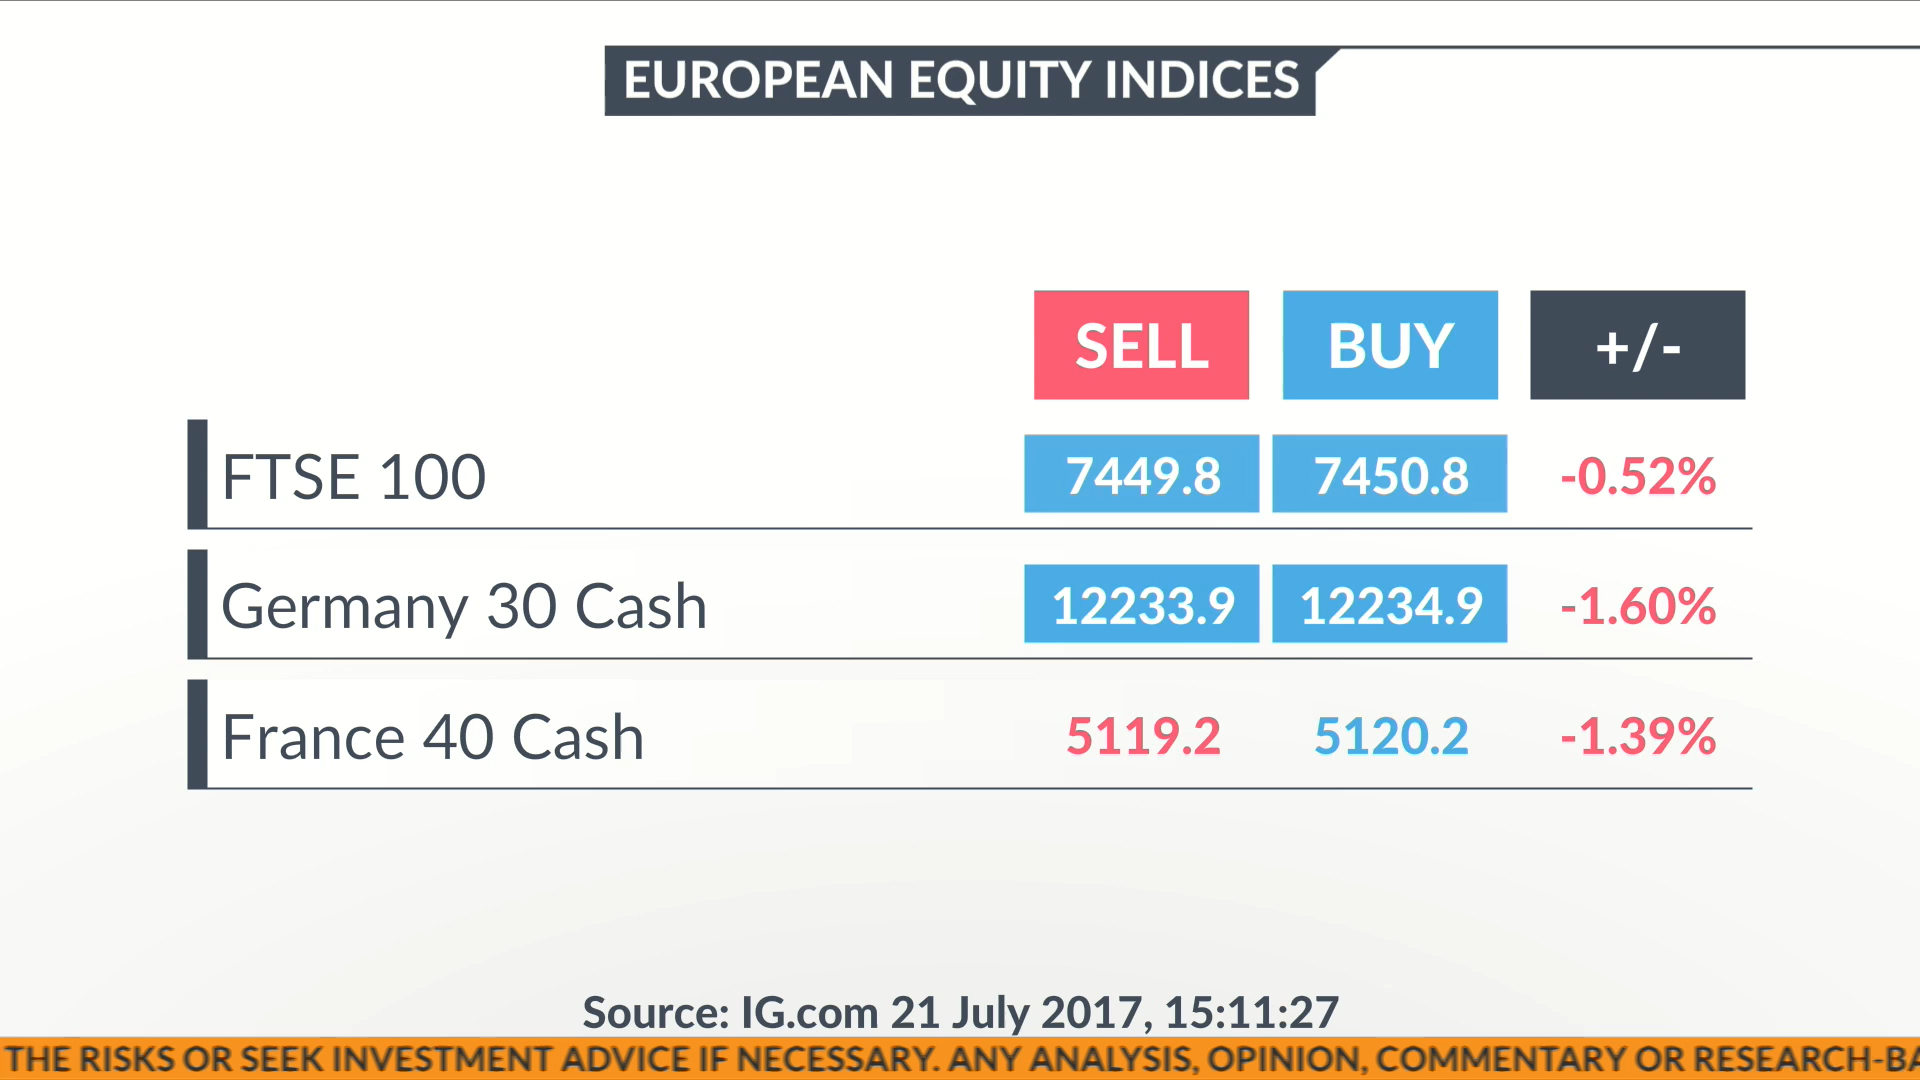 EUROPEAN EQUITY INDICES
SELL BUY +/-
FTSE 100 7449.8 7450.8 -0.52%
Germany 30 Cash 12233.9 12234.9 -1.60%
France 40 Cash 5119.2 5120.2 -1.39%
Source: IG.com 21 July 2017, 15:11:27
THE RISKS OR SEEK INVESTMENT ADVICE IF NECESSARY. ANY ANALYSIS, OPINION, COMMENTARY OR RESEARCH-BA